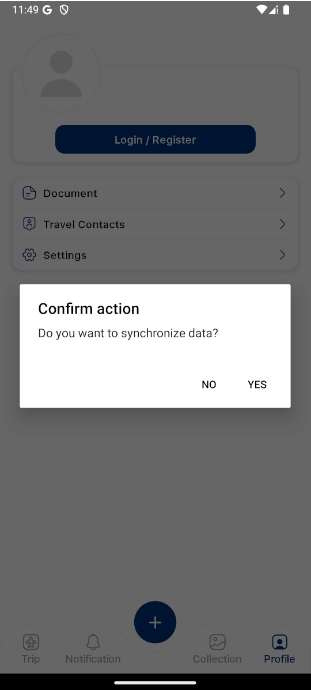 11:49 G
Login / Register
Document
Travel Contacts
Settings
Confirm action
Do you want to synchronize data?
NO YES
+
Trip Notification Collection Profile